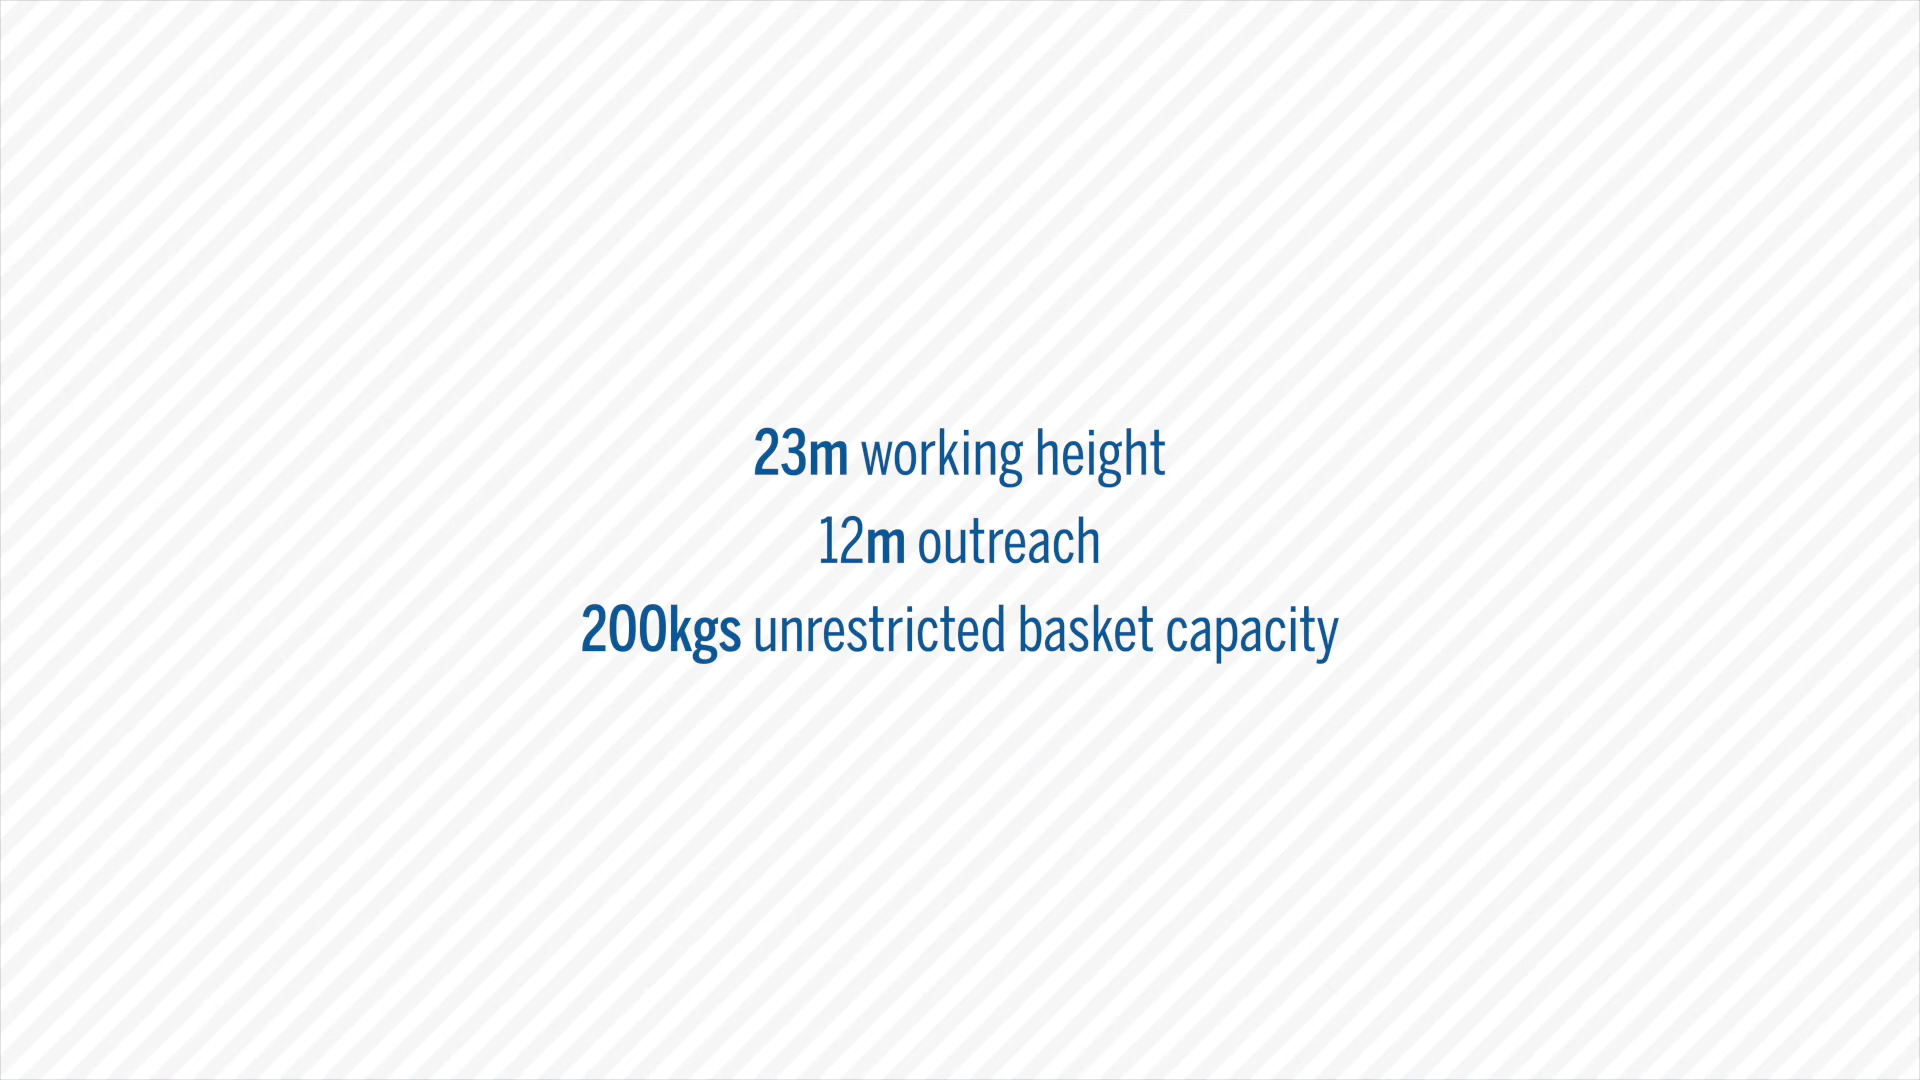 23m working height
12m outreach
200kgs unrestricted basket capacity